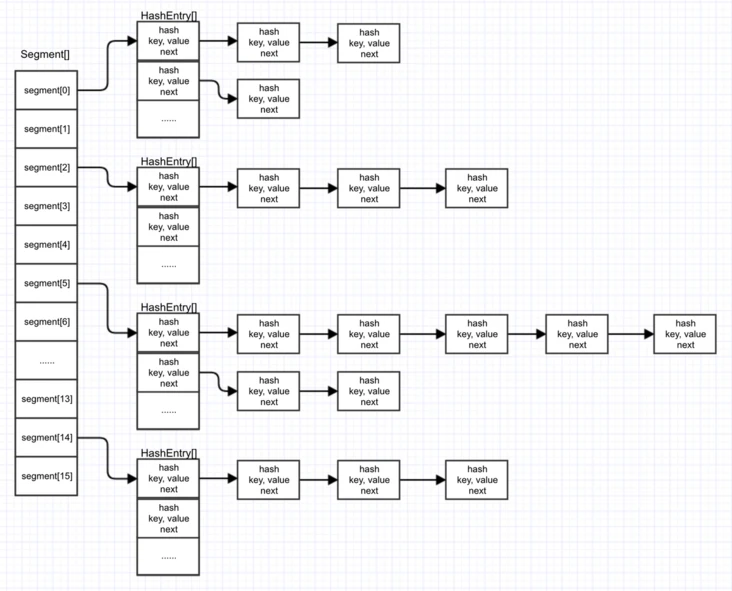 Segment[]
segment[0]
segment[1]
segment[2]
segment[3]
segment[4]
segment[5]
segment[6]
......
segment[13]
segment[14]
segment[15]
HashEntry[]
hash
key, value
next
hash
key, value
next
hash
key, value
next
hash
key, value
next
hash
key, value
next
......
HashEntry[]
hash
key, value
next
hash
key, value
next
hash
key, value
next
hash
key, value
next
hash
key, value
next
......
HashEntry[]
hash
key, value
next
hash
key, value
next
hash
key, value
next
hash
key, value
next
hash
key, value
next
hash
key, value
next
hash
key, value
next
hash
key, value
next
hash
key, value
next
......
HashEntry[]
hash
key, value
next
hash
key, value
next
hash
key, value
next
hash
key, value
next
hash
key, value
next
......